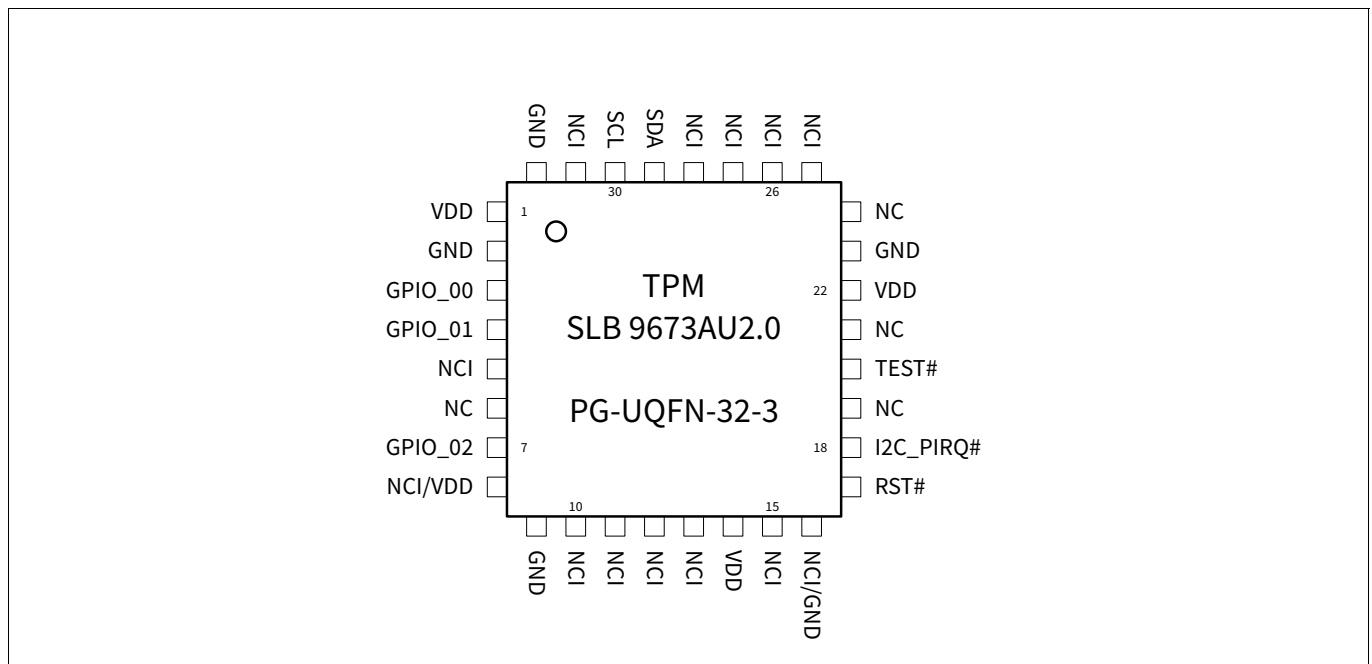 GND
NCI
SCL
SDA
NCI
NCI
NCI
NCI
30
26
VDD
1
NC
GND
GND
GPIO_00
TPM
22
VDD
GPIO_01
SLB 9673AU2.0
NC
NCI
TEST#
NC
PG-UQFN-32-3
NC
GPIO_02
7
18
I2C_PIRQ#
NCI/VDD
RST#
10
15
GND
NCI
NCI
NCI
NCI
VDD
NCI
NCI/GND